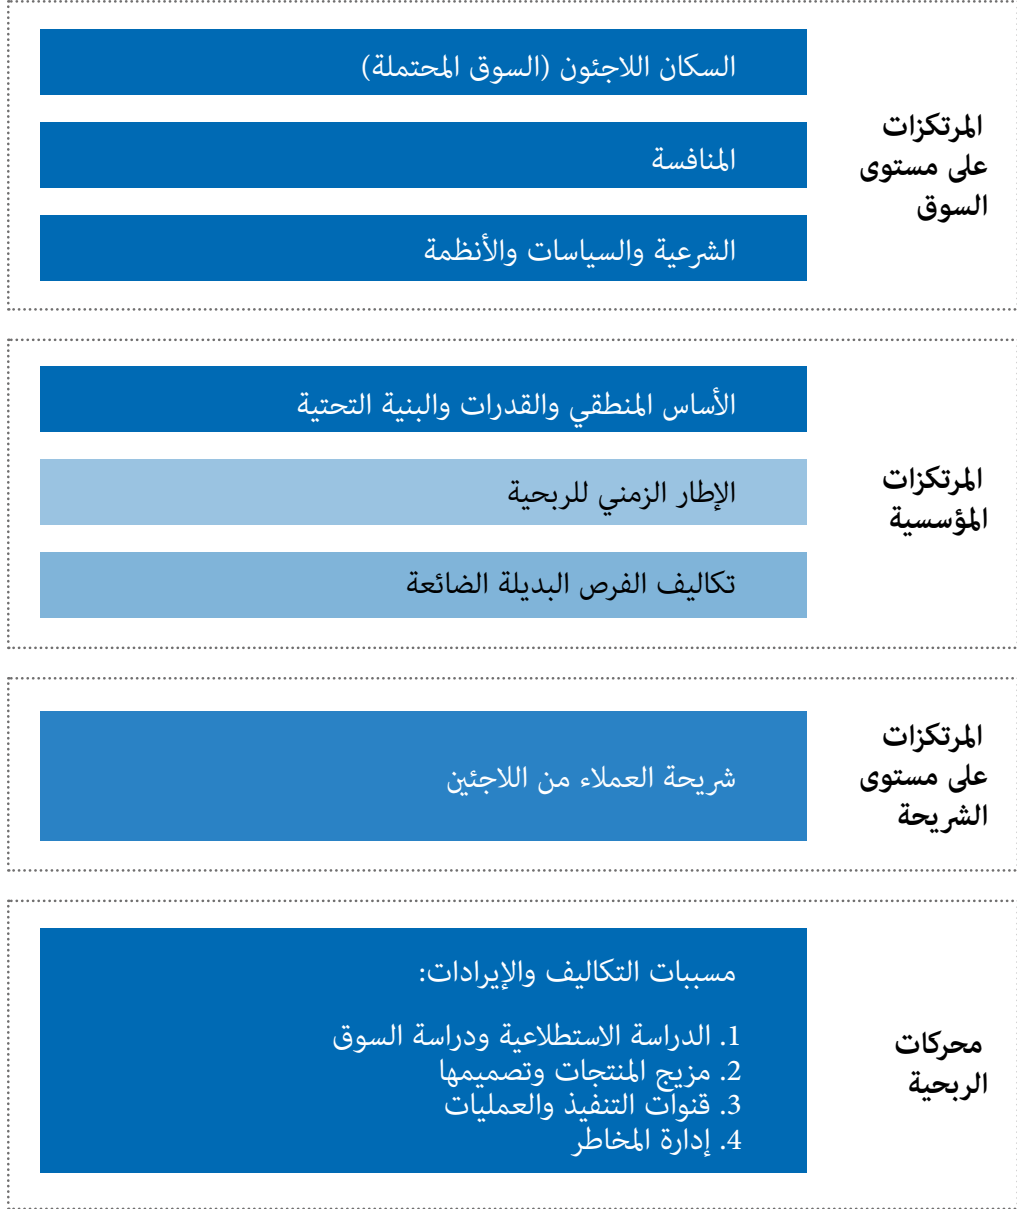 المرتكزات
على مستوى
السوق
السكان اللاجئون (السوق المحتملة)
المنافسة
الشرعية والسياسات والأنظمة
المرتكزات
المؤسسية
الأساس المنطقي والقدرات والبنية التحتية
الإطار الزمني للربحية
تكاليف الفرص البديلة الضائعة
المرتكزات
على مستوى
الشريحة
شريحة العملاء من اللاجئين
محركات
الربحية
مسببات التكاليف والإيرادات:
1. الدراسة الاستطلاعية ودراسة السوق
2. مزيج المنتجات وتصميمها
3. قنوات التنفيذ والعمليات
4. إدارة المخاطر